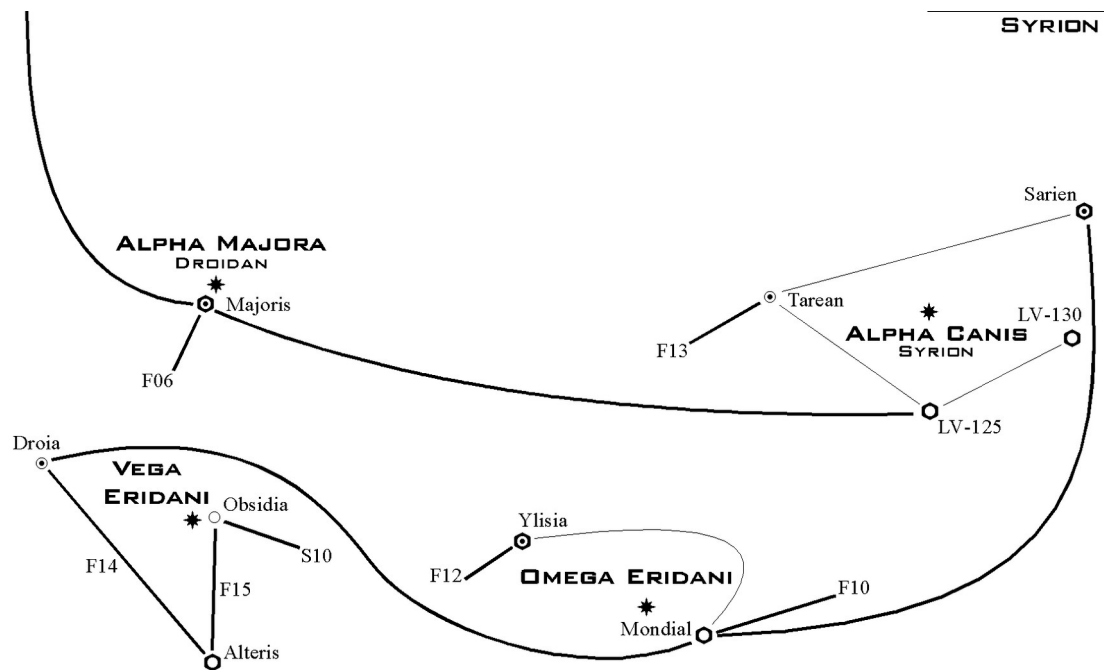 SYRION
Sarien
ALPHA MAJORA
DROIDAN
Majoris
Tarean
LV-130
ALPHA CANIS
SYRION
F13
F06
LV-125
Droia
VEGA
ERIDANI
Obsidia
Ylisia
S10
F14
F15
F12
OMEGA ERIDANI
F10
Mondial
Alteris